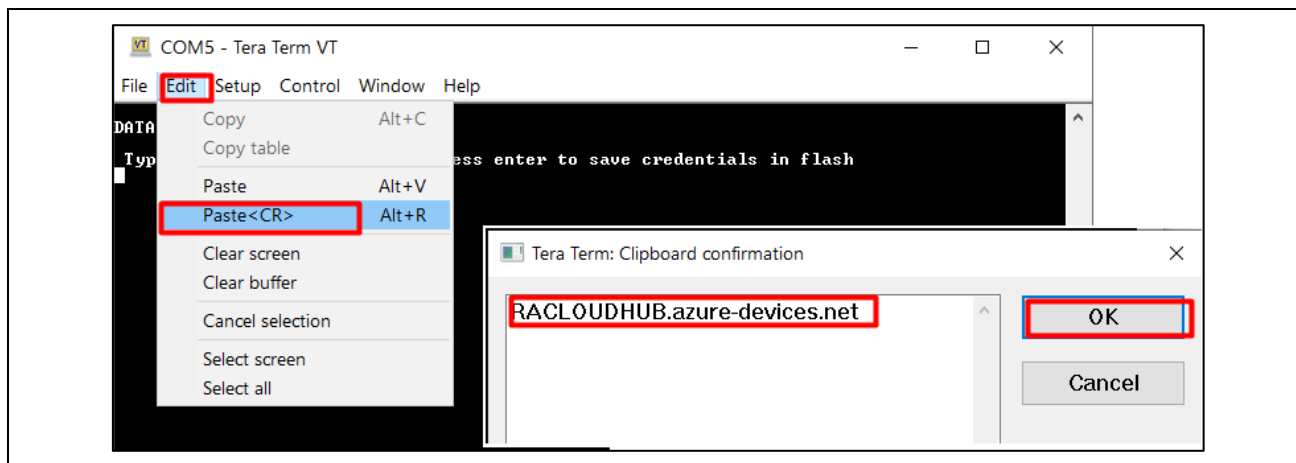 COM5 - Tera Term VT
File Edit Setup Control Window Help
DATA
Typ ess enter to save credentials in flash
Copy Alt+C
Copy table
Paste Alt+V
Paste<CR> Alt+R
Clear screen
Clear buffer
Cancel selection
Select screen
Select all
Tera Term: Clipboard confirmation
RACLOUDHUB.azure-devices.net
OK
Cancel